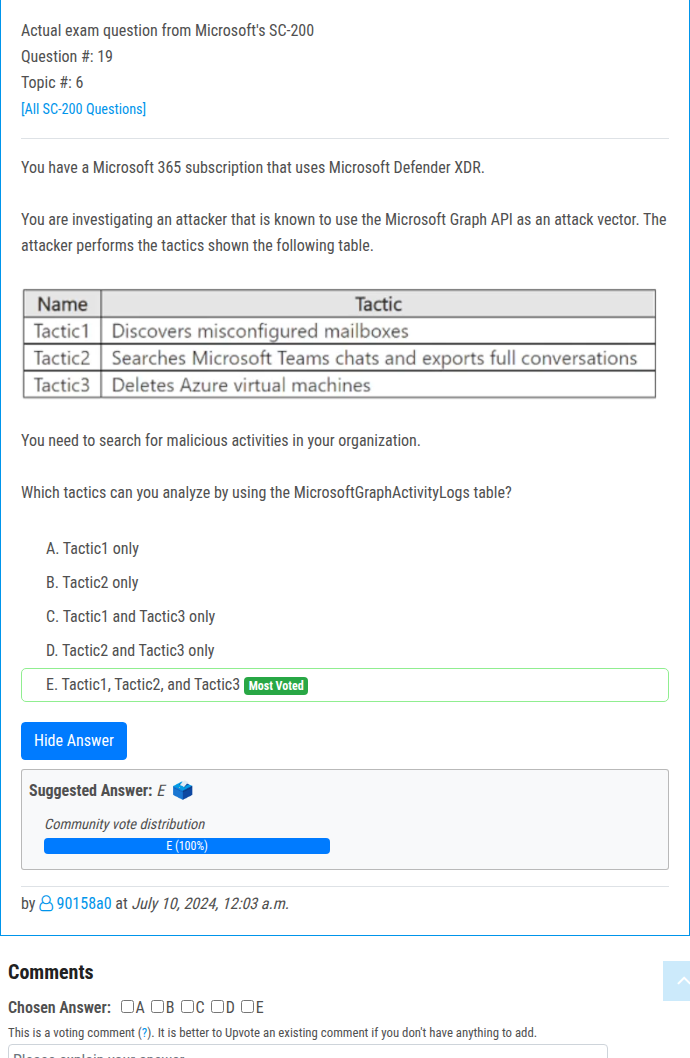 Actual exam question from Microsoft's SC-200
Question #: 19
Topic #: 6
[All SC-200 Questions]
You have a Microsoft 365 subscription that uses Microsoft Defender XDR.
You are investigating an attacker that is known to use the Microsoft Graph API as an attack vector. The
attacker performs the tactics shown the following table.
Name Tactic
Tactic1 Discovers misconfigured mailboxes
Tactic2 Searches Microsoft Teams chats and exports full conversations
Tactic3 Deletes Azure virtual machines
You need to search for malicious activities in your organization.
Which tactics can you analyze by using the MicrosoftGraphActivityLogs table?
A. Tactic1 only
B. Tactic2 only
C. Tactic1 and Tactic3 only
D. Tactic2 and Tactic3 only
E. Tactic1, Tactic2, and Tactic3 Most Voted
Hide Answer
Suggested Answer: E
Community vote distribution
E (100%)
by 90158a0 at July 10, 2024, 12:03 a.m.
Comments
Chosen Answer: A B C D E
This is a voting comment (?). It is better to Upvote an existing comment if you don't have anything to add.